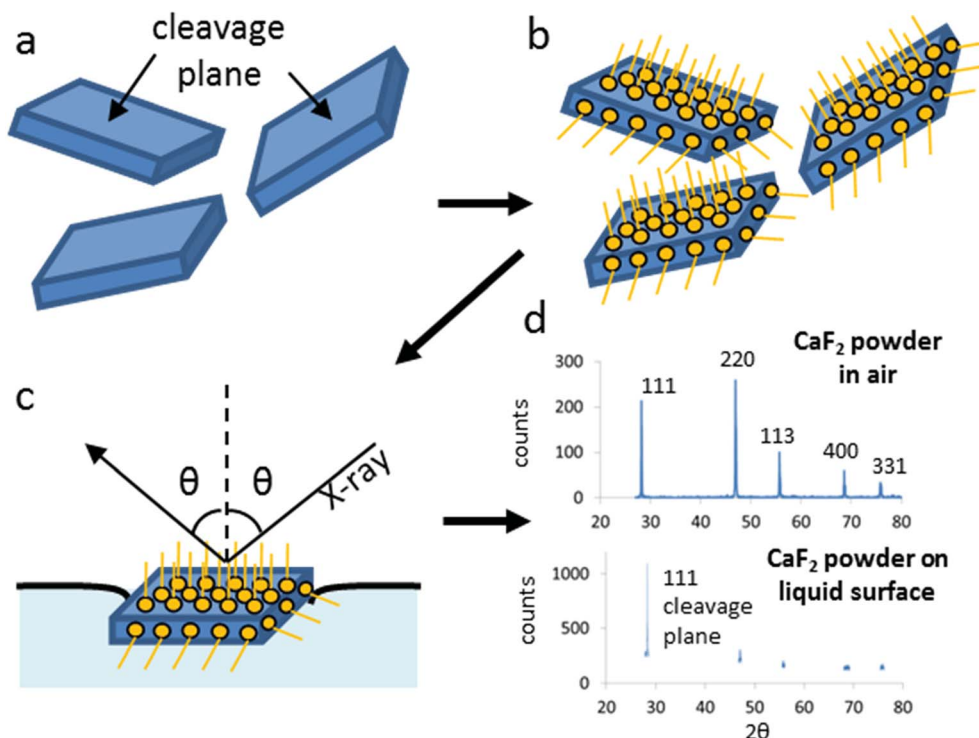 a
cleavage
plane
b
c
θ θ
X-ray
d
CaF₂ powder
in air
300
200
100
0
counts
111
220
113
400
331
20 30 40 50 60 70 80
CaF₂ powder on
liquid surface
1000
500
0
counts
111
cleavage
plane
20 30 40 50 60 70 80
2θ